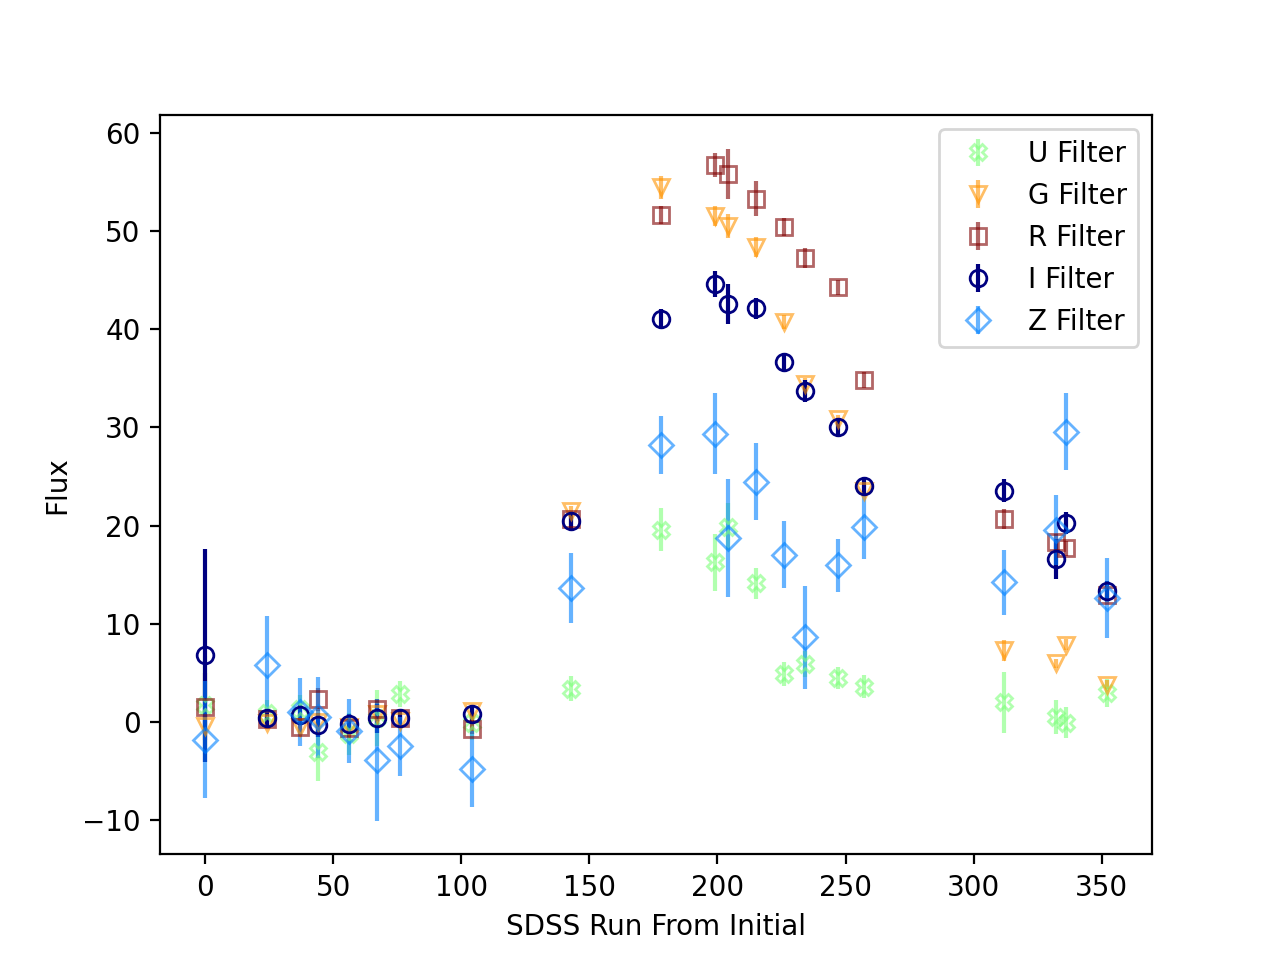 60
50
40
30
20
10
0
−10
0 50 100 150 200 250 300 350
Flux
SDSS Run From Initial
U Filter
G Filter
R Filter
I Filter
Z Filter